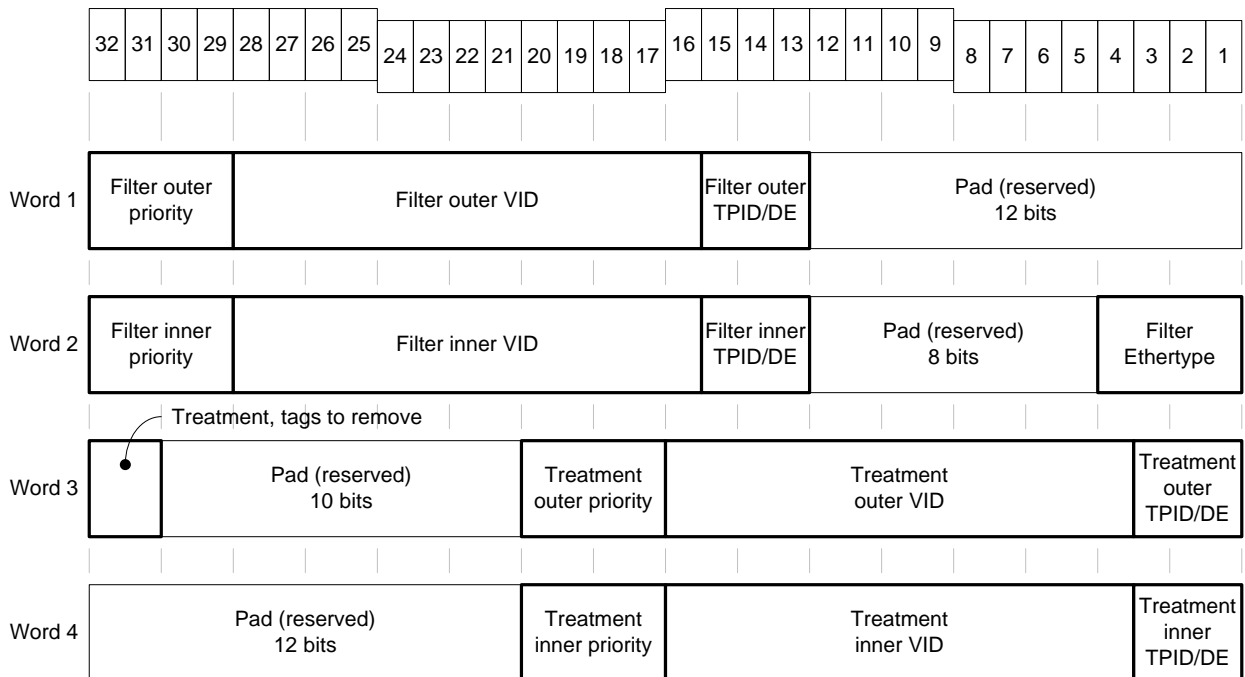 32 31 30 29 28 27 26 25 24 23 22 21 20 19 18 17 16 15 14 13 12 11 10 9 8 7 6 5 4 3 2 1
Word 1
Filter outer
priority
Filter outer VID
Filter outer
TPID/DE
Pad (reserved)
12 bits
Word 2
Filter inner
priority
Filter inner VID
Filter inner
TPID/DE
Pad (reserved)
8 bits
Filter
Ethertype
Treatment, tags to remove
Word 3
Pad (reserved)
10 bits
Treatment
outer priority
Treatment
outer VID
Treatment
outer
TPID/DE
Word 4
Pad (reserved)
12 bits
Treatment
inner priority
Treatment
inner VID
Treatment
inner
TPID/DE